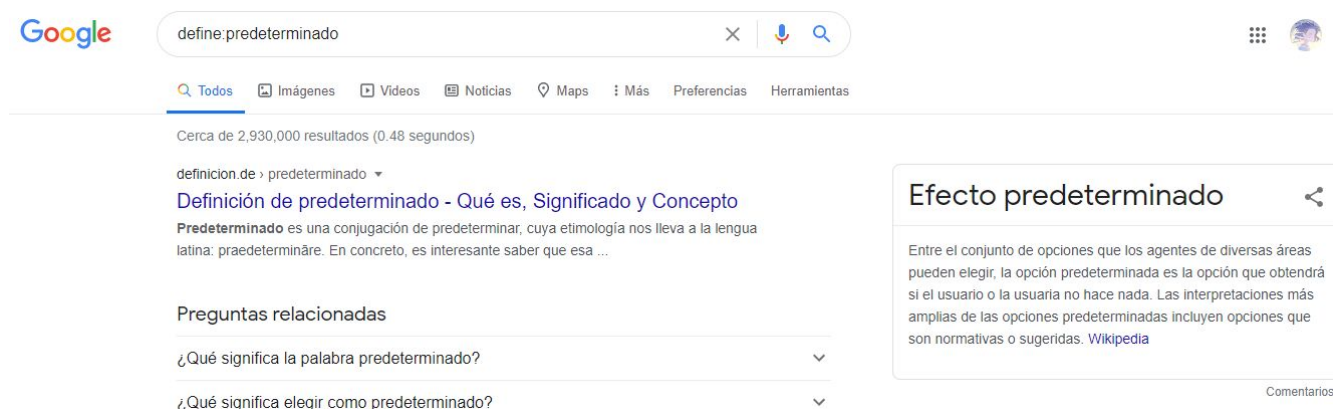 Google
define:predeterminado
Todos Imágenes Videos Noticias Maps Más Preferencias Herramientas
Cerca de 2,930,000 resultados (0.48 segundos)
definicion.de › predeterminado
Definición de predeterminado - Qué es, Significado y Concepto
Predeterminado es una conjugación de predeterminar, cuya etimología nos lleva a la lengua
latina: praedetermināre. En concreto, es interesante saber que esa ...
Preguntas relacionadas
¿Qué significa la palabra predeterminado?
¿Qué significa elegir como predeterminado?
Efecto predeterminado
Entre el conjunto de opciones que los agentes de diversas áreas
pueden elegir, la opción predeterminada es la opción que obtendrá
si el usuario o la usuaria no hace nada. Las interpretaciones más
amplias de las opciones predeterminadas incluyen opciones que
son normativas o sugeridas. Wikipedia
Comentarios